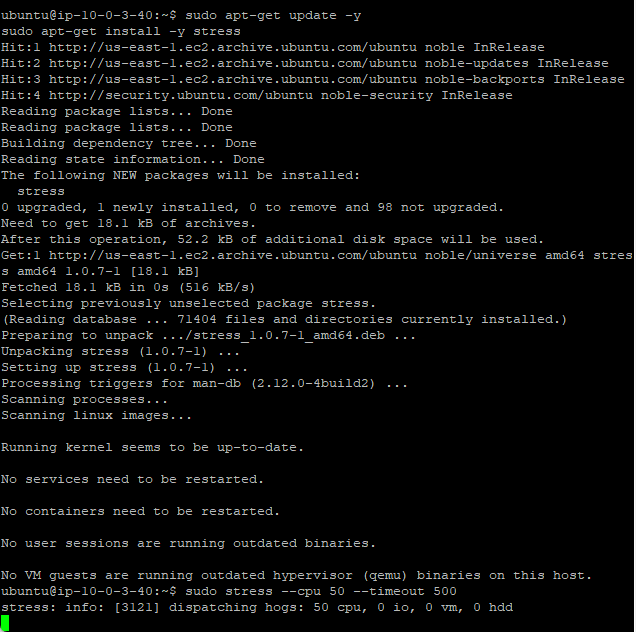 ubuntu@ip-10-0-3-40:~$ sudo apt-get update -y
sudo apt-get install -y stress
Hit:1 http://us-east-1.ec2.archive.ubuntu.com/ubuntu noble InRelease
Hit:2 http://us-east-1.ec2.archive.ubuntu.com/ubuntu noble-updates InRelease
Hit:3 http://us-east-1.ec2.archive.ubuntu.com/ubuntu noble-backports InRelease
Hit:4 http://security.ubuntu.com/ubuntu noble-security InRelease
Reading package lists... Done
Reading package lists... Done
Building dependency tree... Done
Reading state information... Done
The following NEW packages will be installed:
  stress
0 upgraded, 1 newly installed, 0 to remove and 98 not upgraded.
Need to get 18.1 kB of archives.
After this operation, 52.2 kB of additional disk space will be used.
Get:1 http://us-east-1.ec2.archive.ubuntu.com/ubuntu noble/universe amd64 stres
s amd64 1.0.7-1 [18.1 kB]
Fetched 18.1 kB in 0s (516 kB/s)
Selecting previously unselected package stress.
(Reading database ... 71404 files and directories currently installed.)
Preparing to unpack .../stress_1.0.7-1_amd64.deb ...
Unpacking stress (1.0.7-1) ...
Setting up stress (1.0.7-1) ...
Processing triggers for man-db (2.12.0-4build2) ...
Scanning processes...
Scanning linux images...

Running kernel seems to be up-to-date.

No services need to be restarted.

No containers need to be restarted.

No user sessions are running outdated binaries.

No VM guests are running outdated hypervisor (qemu) binaries on this host.
ubuntu@ip-10-0-3-40:~$ sudo stress --cpu 50 --timeout 500
stress: info: [3121] dispatching hogs: 50 cpu, 0 io, 0 vm, 0 hdd